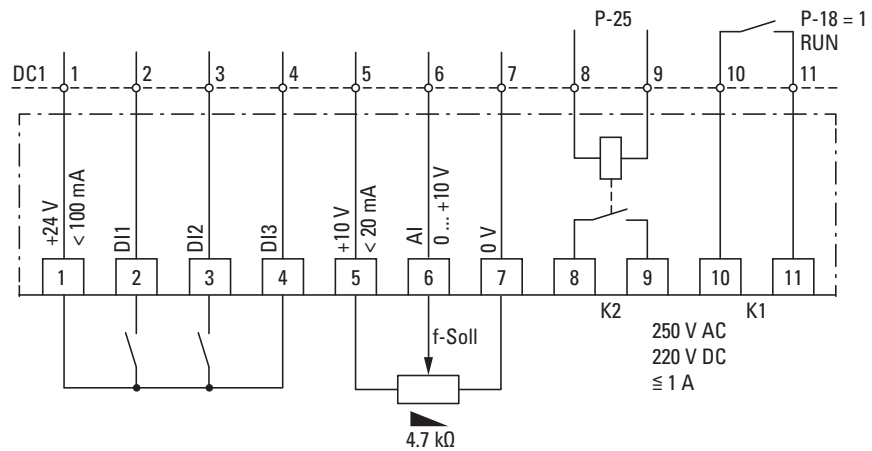 P-25
P-18 = 1
RUN
DC1 1 2 3 4 5 6 7 8 9 10 11
+24 V
< 100 mA
DI1
DI2
DI3
+10 V
< 20 mA
AI
0 ... +10 V
0 V
1 2 3 4 5 6 7 8 9 10 11
K2 K1
f-Soll
250 V AC
220 V DC
≦ 1 A
4.7 kΩ